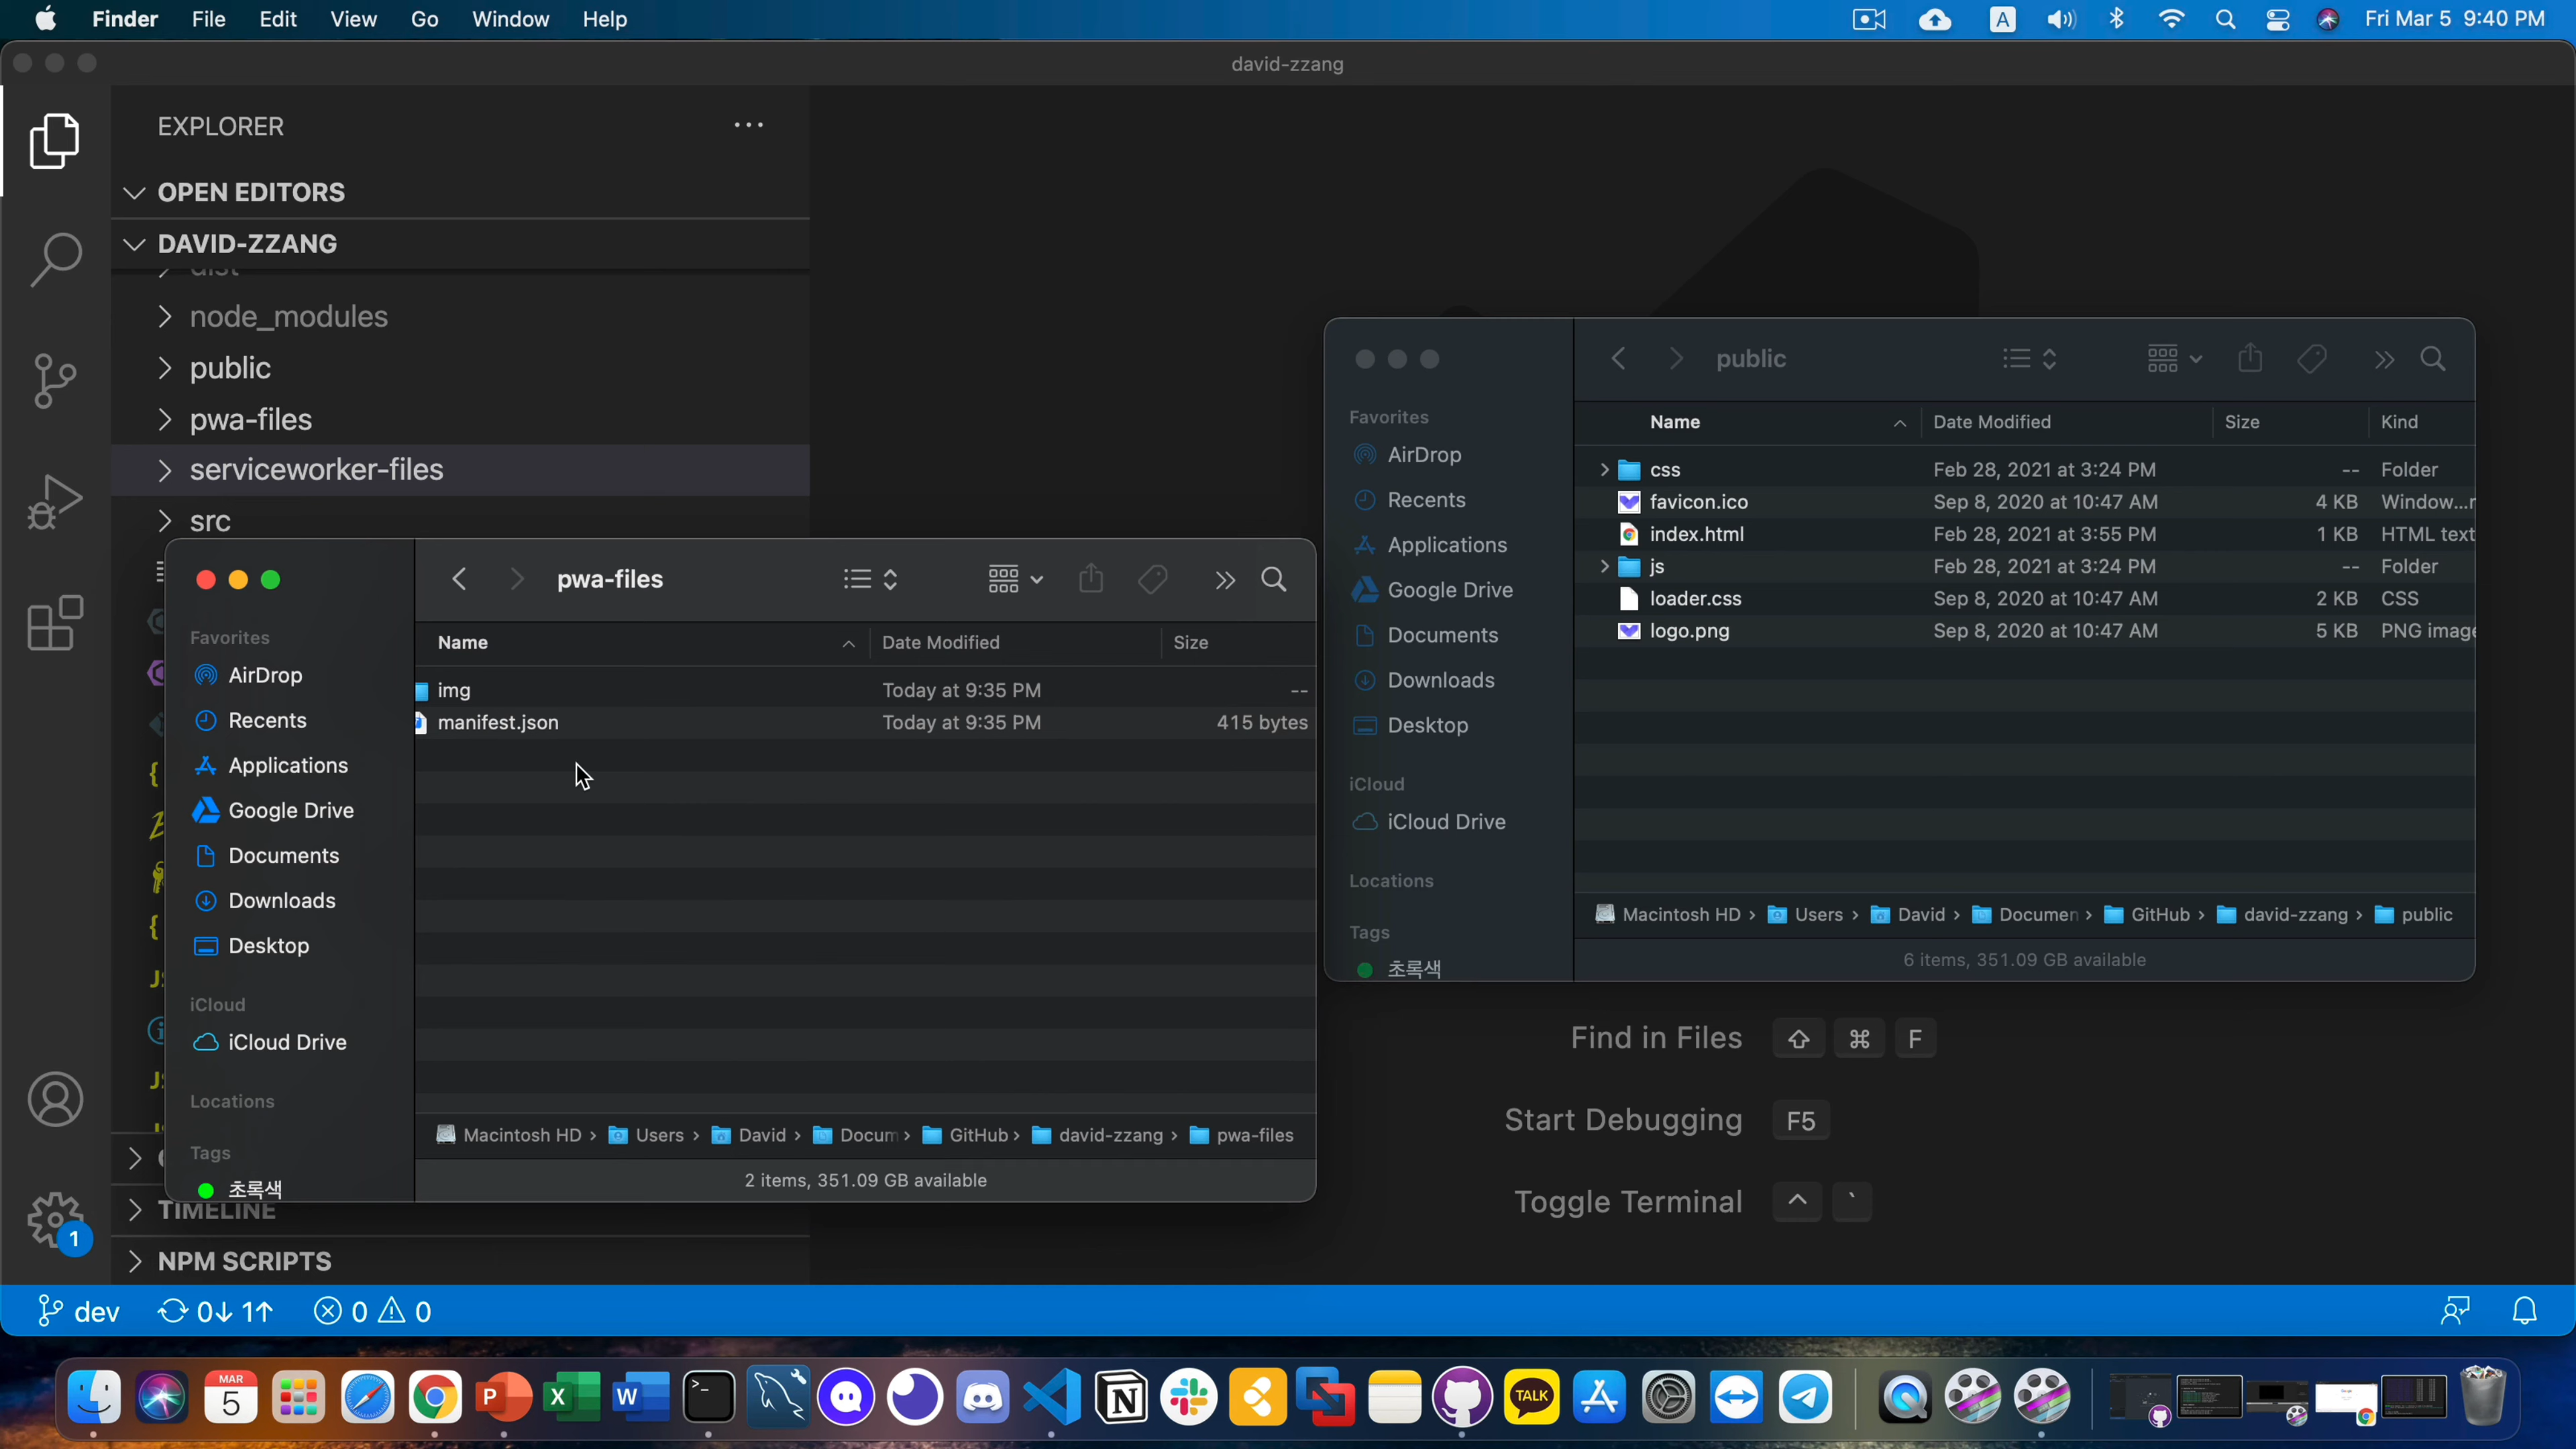 Finder File Edit View Go Window Help
A
Fri Mar 5 9:40 PM
david-zzang
EXPLORER
OPEN EDITORS
DAVID-ZZANG
dist
node_modules
public
pwa-files
serviceworker-files
src
TIMELINE
NPM SCRIPTS
1
dev 0↓ 1↑ 0 0
pwa-files
Favorites
AirDrop
Recents
Applications
Google Drive
Documents
Downloads
Desktop
iCloud
iCloud Drive
Locations
Tags
초록색
Name Date Modified Size
img Today at 9:35 PM --
manifest.json Today at 9:35 PM 415 bytes
Macintosh HD › Users › David › Docum › GitHub › david-zzang › pwa-files
2 items, 351.09 GB available
public
Favorites
AirDrop
Recents
Applications
Google Drive
Documents
Downloads
Desktop
iCloud
iCloud Drive
Locations
Tags
초록색
Name Date Modified Size Kind
css Feb 28, 2021 at 3:24 PM -- Folder
favicon.ico Sep 8, 2020 at 10:47 AM 4 KB Window...r
index.html Feb 28, 2021 at 3:55 PM 1 KB HTML text
js Feb 28, 2021 at 3:24 PM -- Folder
loader.css Sep 8, 2020 at 10:47 AM 2 KB CSS
logo.png Sep 8, 2020 at 10:47 AM 5 KB PNG image
Macintosh HD › Users › David › Documen › GitHub › david-zzang › public
6 items, 351.09 GB available
Find in Files ⇧ ⌘ F
Start Debugging F5
Toggle Terminal ^ `
MAR
5
P
X
W
N
TALK